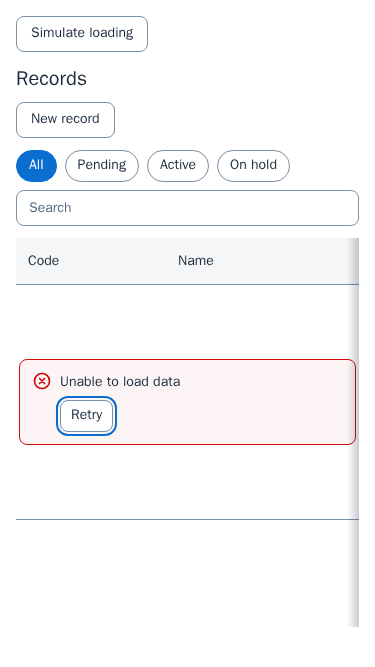 Simulate loading
Records
New record
All Pending Active On hold
Search
Code Name
Unable to load data
Retry